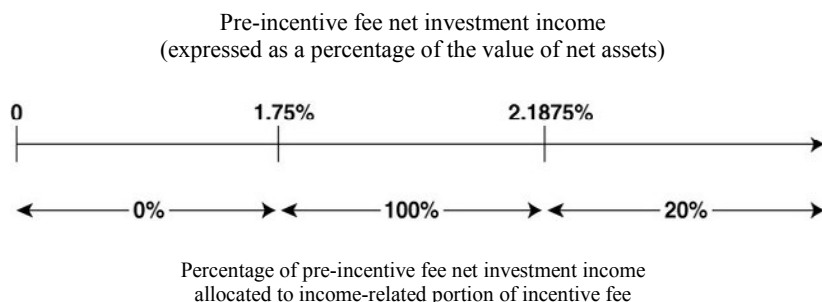 Pre-incentive fee net investment income
(expressed as a percentage of the value of net assets)
0 1.75% 2.1875%
0% 100% 20%
Percentage of pre-incentive fee net investment income
allocated to income-related portion of incentive fee